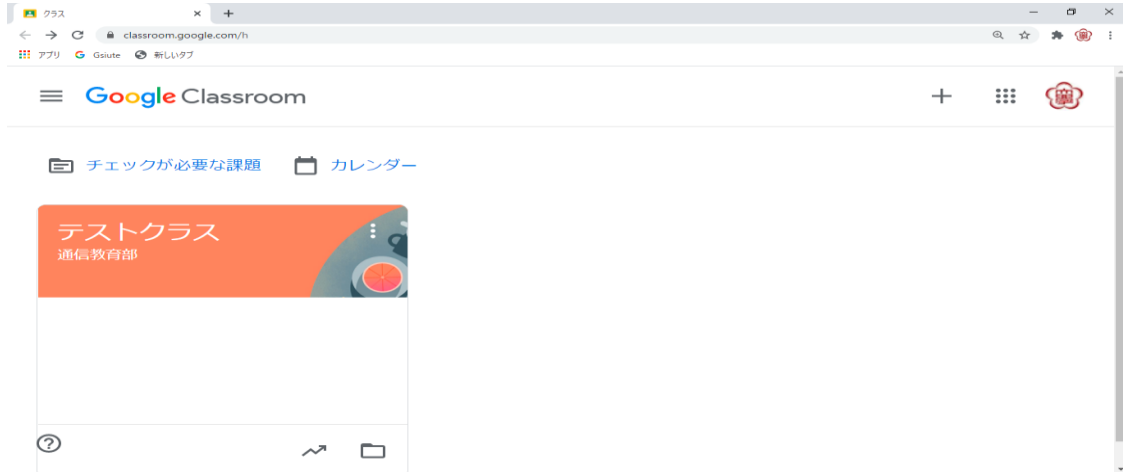 クラス
classroom.google.com/h
アプリ Gsiute 新しいタブ
Google Classroom
チェックが必要な課題 カレンダー
テストクラス
通信教育部